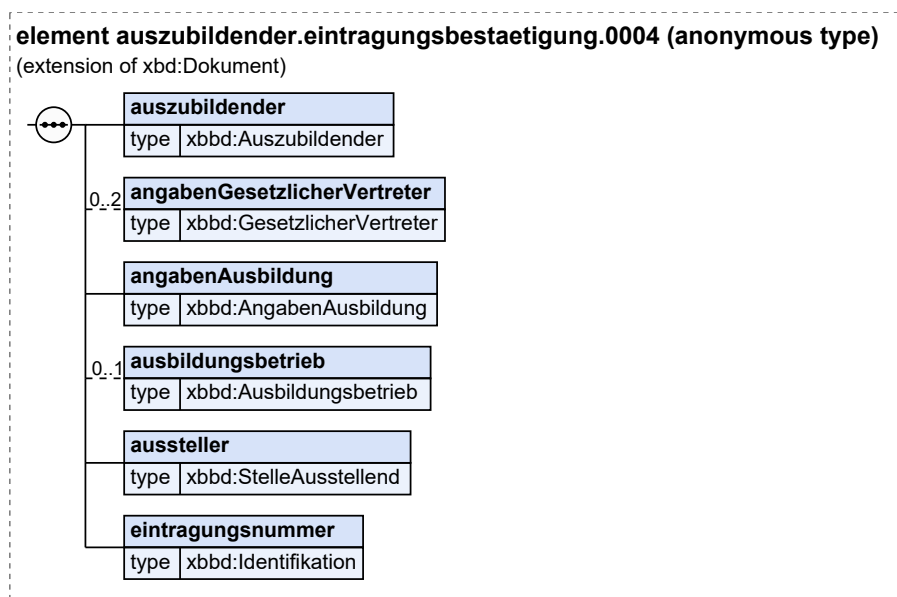 element auszubildender.eintragungsbestaetigung.0004 (anonymous type)
(extension of xbd:Dokument)
auszubildender
type xbbd:Auszubildender
0..2 angabenGesetzlicherVertreter
type xbbd:GesetzlicherVertreter
angabenAusbildung
type xbbd:AngabenAusbildung
0..1 ausbildungsbetrieb
type xbbd:Ausbildungsbetrieb
aussteller
type xbbd:StelleAusstellend
eintragungsnummer
type xbbd:Identifikation